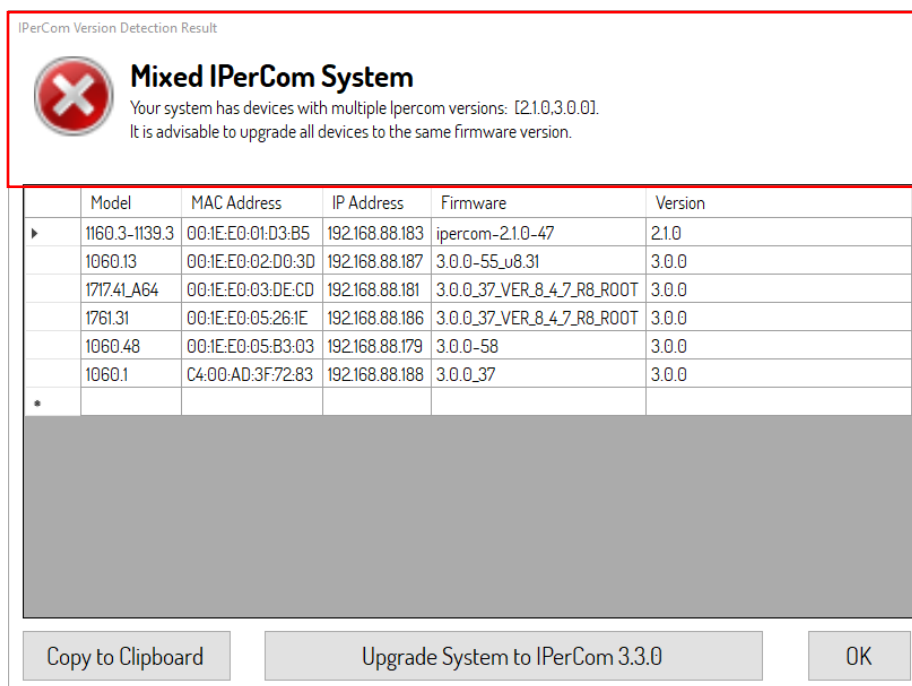 IPerCom Version Detection Result
Mixed IPerCom System
Your system has devices with multiple Ipercom versions: [2.1.0,3.0.0].
It is advisable to upgrade all devices to the same firmware version.
Model MAC Address IP Address Firmware Version
1160.3-1139.3 00:1E:E0:01:D3:B5 192.168.88.183 ipercom-2.1.0-47 2.1.0
1060.13 00:1E:E0:02:D0:3D 192.168.88.187 3.0.0-55_u8.31 3.0.0
1717.41_A64 00:1E:E0:03:DE:CD 192.168.88.181 3.0.0_37_VER_8_4_7_R8_ROOT 3.0.0
1761.31 00:1E:E0:05:26:1E 192.168.88.186 3.0.0_37_VER_8_4_7_R8_ROOT 3.0.0
1060.48 00:1E:E0:05:B3:03 192.168.88.179 3.0.0-58 3.0.0
1060.1 C4:00:AD:3F:72:83 192.168.88.188 3.0.0_37 3.0.0
Copy to Clipboard Upgrade System to IPerCom 3.3.0 OK